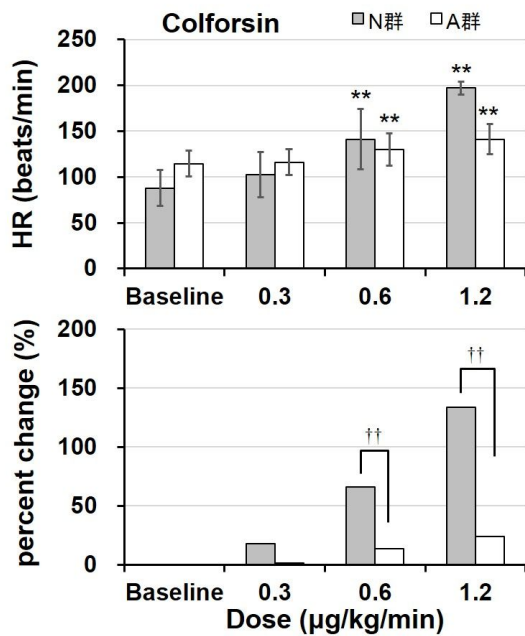 Colforsin
N群 A群
HR (beats/min)
250
200
150
100
50
0
** ** ** **
Baseline 0.3 0.6 1.2
percent change (%)
200
150
100
50
0
†† ††
Baseline 0.3 0.6 1.2
Dose (μg/kg/min)